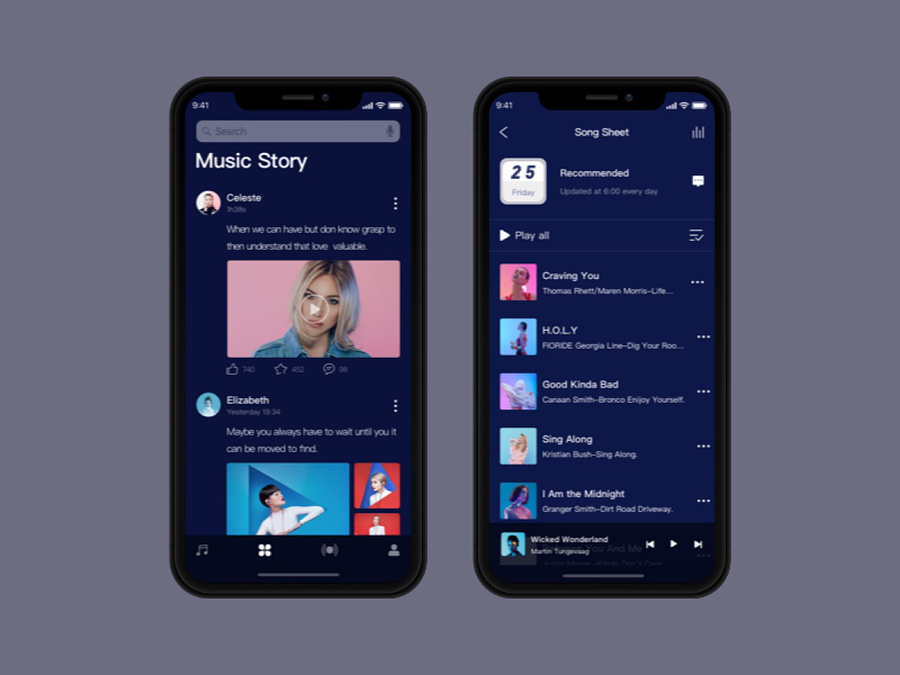 9:41
Search
Music Story
Celeste
1h38s
When we can have but don know grasp to
then understand that love valuable.
740
452
98
Elizabeth
Yesterday 19:34
Maybe you always have to wait until you it
can be moved to find.
9:41
Song Sheet
25
Friday
Recommended
Updated at 6:00 every day
Play all
Craving You
Thomas Rhett/Maren Morris–Life...
H.O.L.Y
FIORIDE Georgia Line–Dig Your Roo...
Good Kinda Bad
Canaan Smith–Bronco Enijoy Yourself.
Sing Along
Kristian Bush–Sing Along.
I Am the Midnight
Granger Smith–Dirt Road Driveway.
Wicked Wonderland
Martin Tungevaag
You And Me